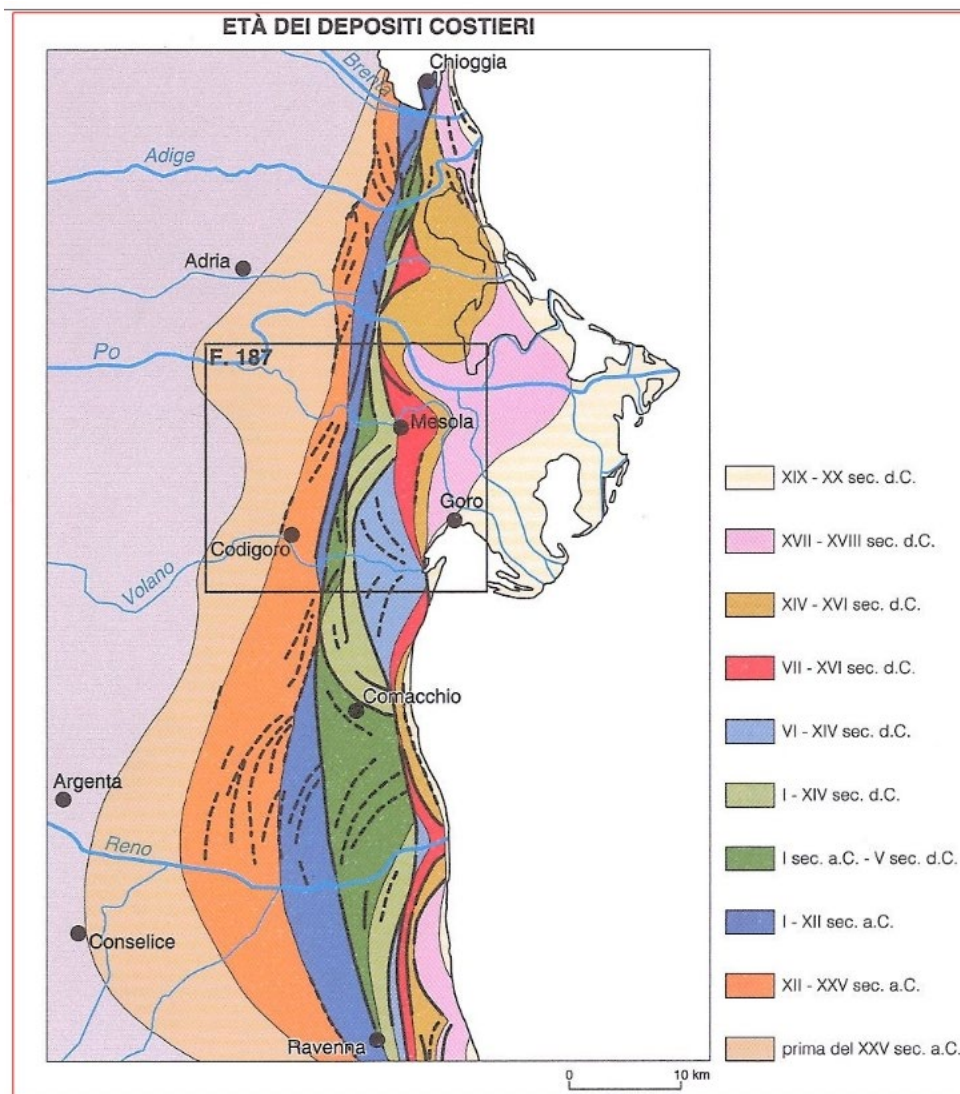 ETÀ DEI DEPOSITI COSTIERI
Chioggia
Brenta
Adige
Adria
Po
F. 187
Mesola
Goro
Codigoro
Volano
Comacchio
Argenta
Reno
Conselice
Ravenna
XIX - XX sec. d.C.
XVII - XVIII sec. d.C.
XIV - XVI sec. d.C.
VII - XVI sec. d.C.
VI - XIV sec. d.C.
I - XIV sec. d.C.
I sec. a.C. - V sec. d.C.
I - XII sec. a.C.
XII - XXV sec. a.C.
prima del XXV sec. a.C.
0 10 km